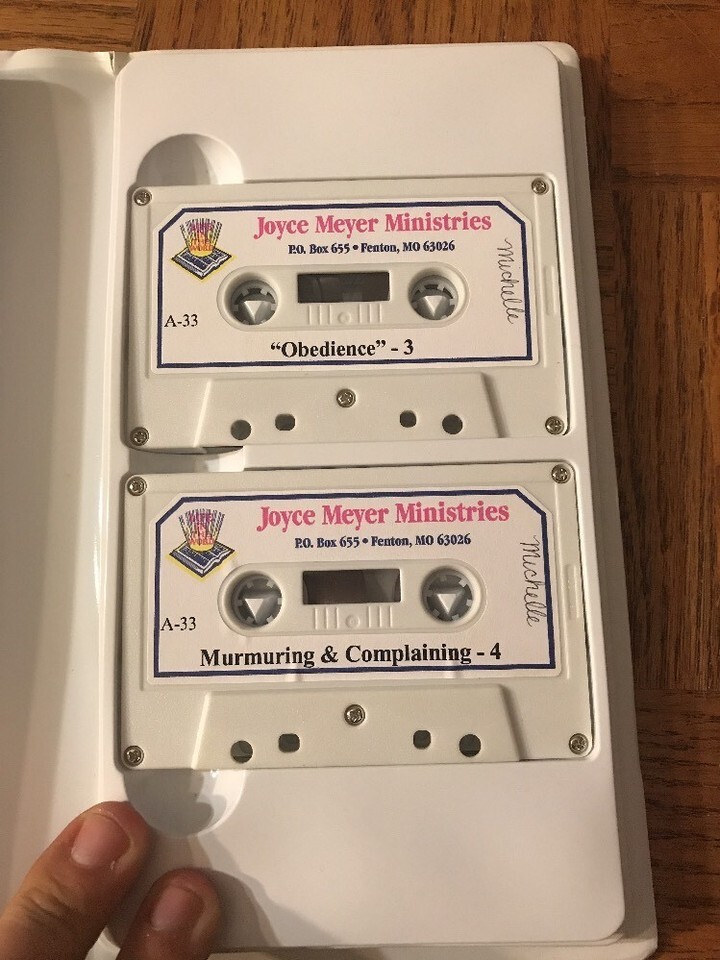 Joyce Meyer Ministries
P.O. Box 655 • Fenton, MO 63026
Michelle
A-33
"Obedience" - 3
Joyce Meyer Ministries
P.O. Box 655 • Fenton, MO 63026
Michelle
A-33
Murmuring & Complaining - 4